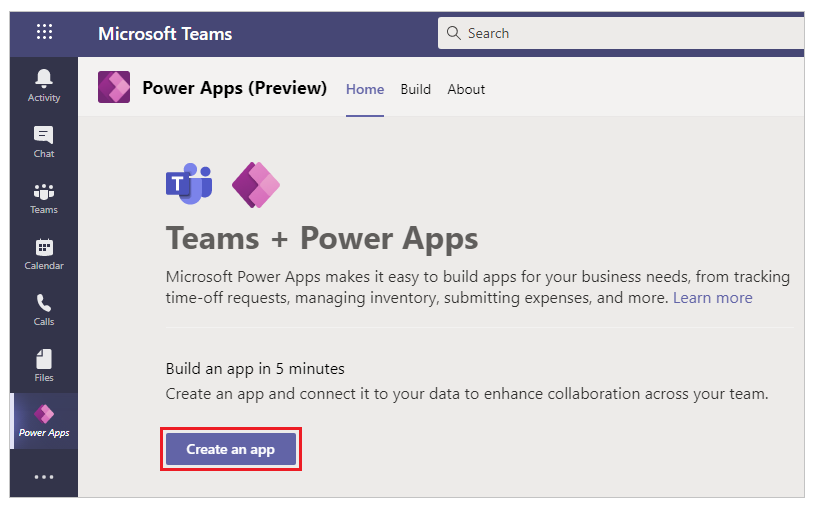 Microsoft Teams
Search
Activity
Chat
Teams
Calendar
Calls
Files
Power Apps
Power Apps (Preview)
Home
Build
About
T
Teams + Power Apps
Microsoft Power Apps makes it easy to build apps for your business needs, from tracking
time-off requests, managing inventory, submitting expenses, and more. Learn more
Build an app in 5 minutes
Create an app and connect it to your data to enhance collaboration across your team.
Create an app